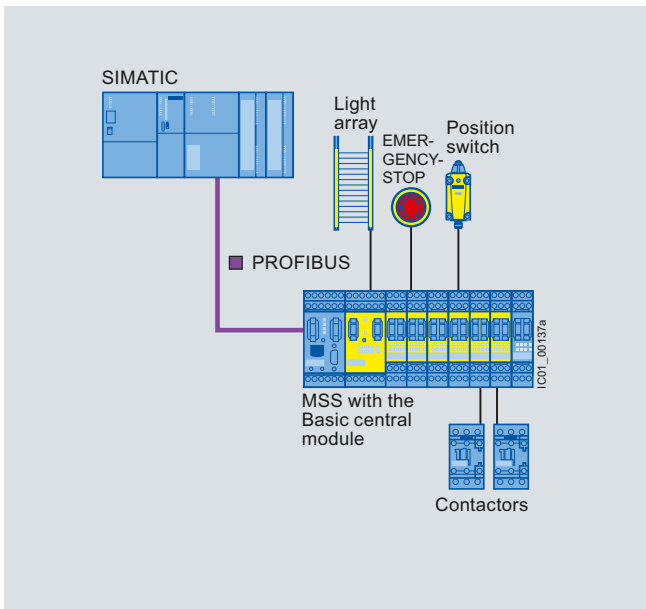 SIMATIC
Light
array
EMER-
GENCY-
STOP
Position
switch
PROFIBUS
IC01_00137a
MSS with the
Basic central
module
Contactors